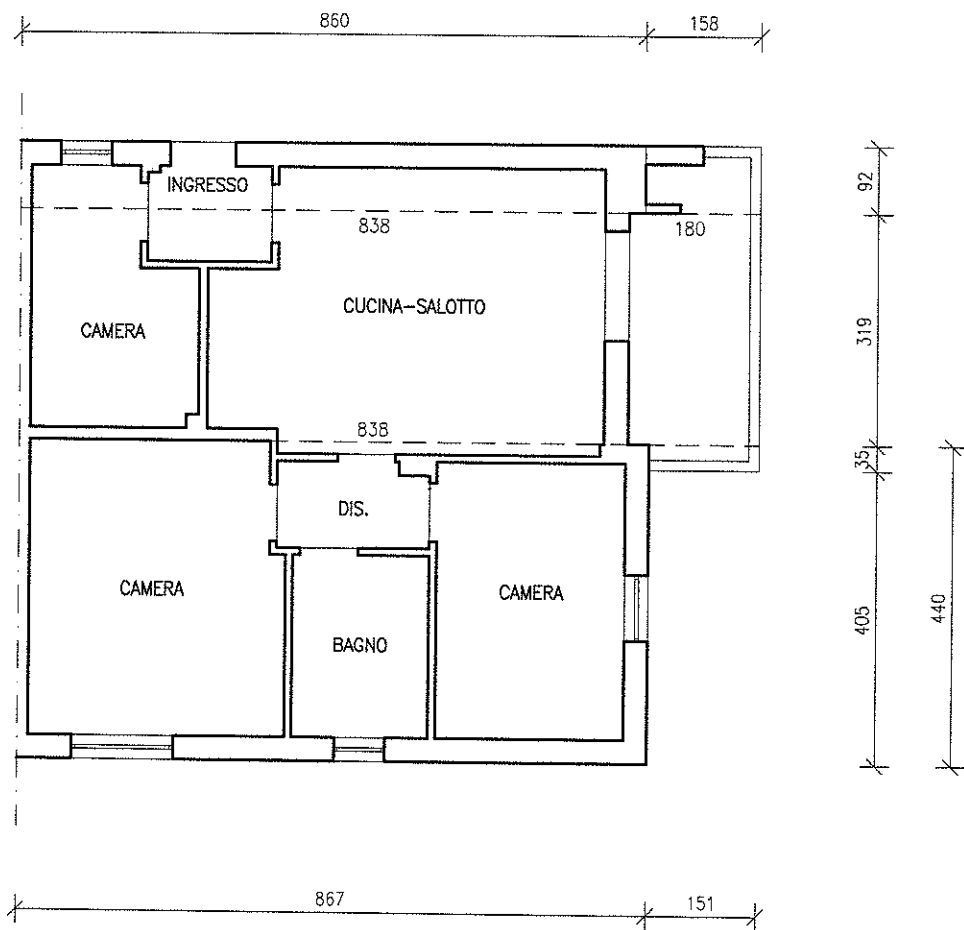 860
158
INGRESSO
92
838
180
CUCINA-SALOTTO
CAMERA
319
838
35
DIS.
CAMERA
CAMERA
405
440
BAGNO
867
151